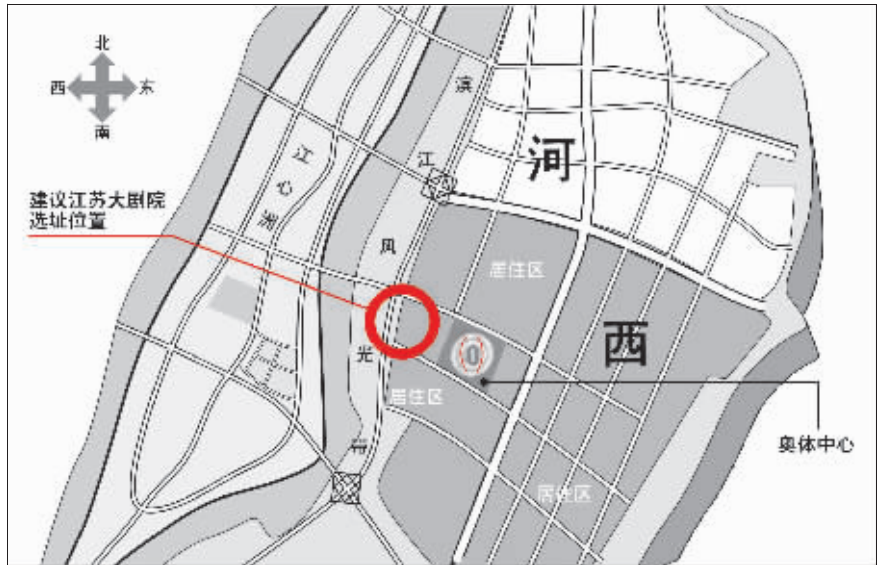 北
西
东
南
滨江风光带
江心洲
河西
建议江苏大剧院
选址位置
居住区
居住区
奥体中心
居住区